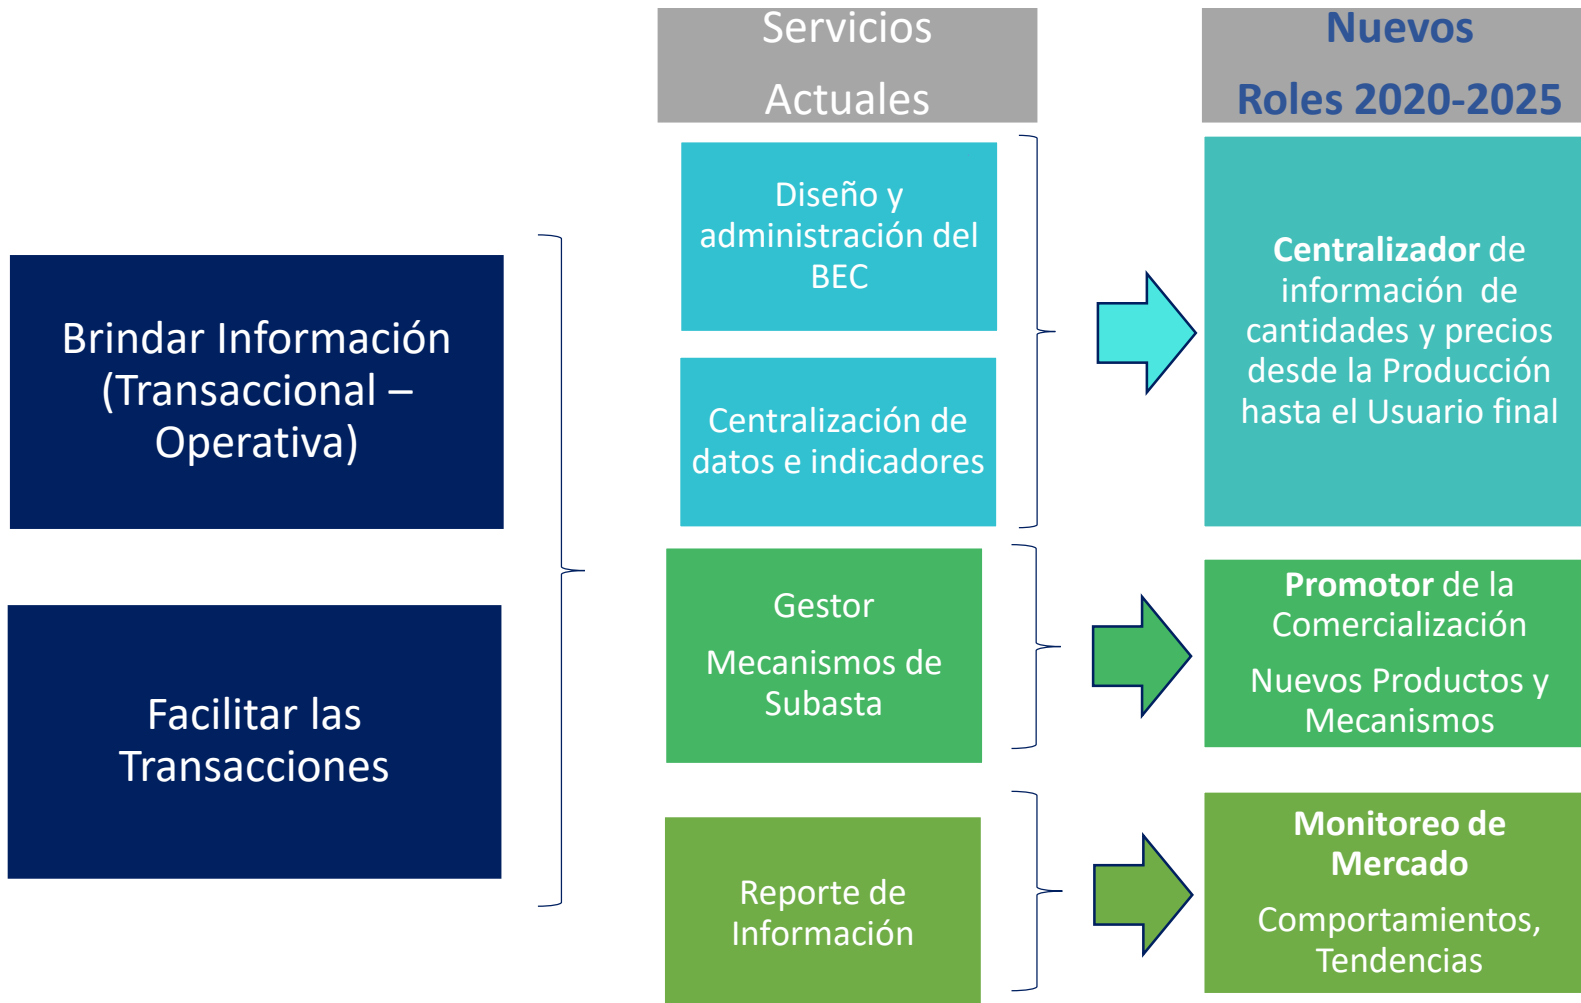 Servicios
Actuales
Nuevos
Roles 2020-2025
Brindar Información
(Transaccional –
Operativa)
Facilitar las
Transacciones
Diseño y
administración del
BEC
Centralización de
datos e indicadores
Gestor
Mecanismos de
Subasta
Reporte de
Información
Centralizador de
información de
cantidades y precios
desde la Producción
hasta el Usuario final
Promotor de la
Comercialización
Nuevos Productos y
Mecanismos
Monitoreo de
Mercado
Comportamientos,
Tendencias